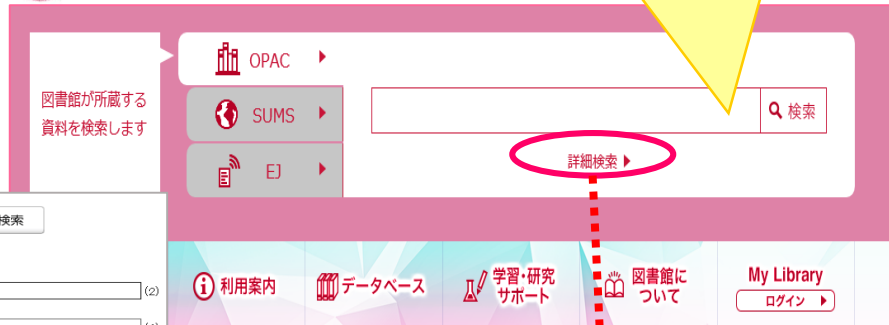 OPAC
図書館が所蔵する
資料を検索します
SUMS
検索
EJ
詳細検索
検索
(2)
利用案内
データベース
学習・研究
サポート
図書館に
ついて
My Library
ログイン